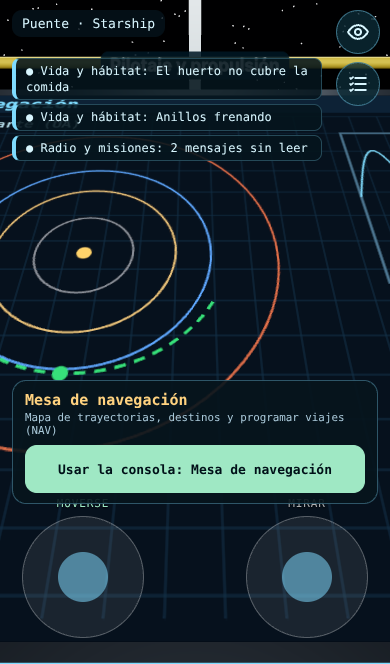 Puente · Starship
● Vida y hábitat: El huerto no cubre la
comida
● Vida y hábitat: Anillos frenando
● Radio y misiones: 2 mensajes sin leer
Mesa de navegación
Mapa de trayectorias, destinos y programar viajes
(NAV)
Usar la consola: Mesa de navegación
MOVERSE
MIRAR